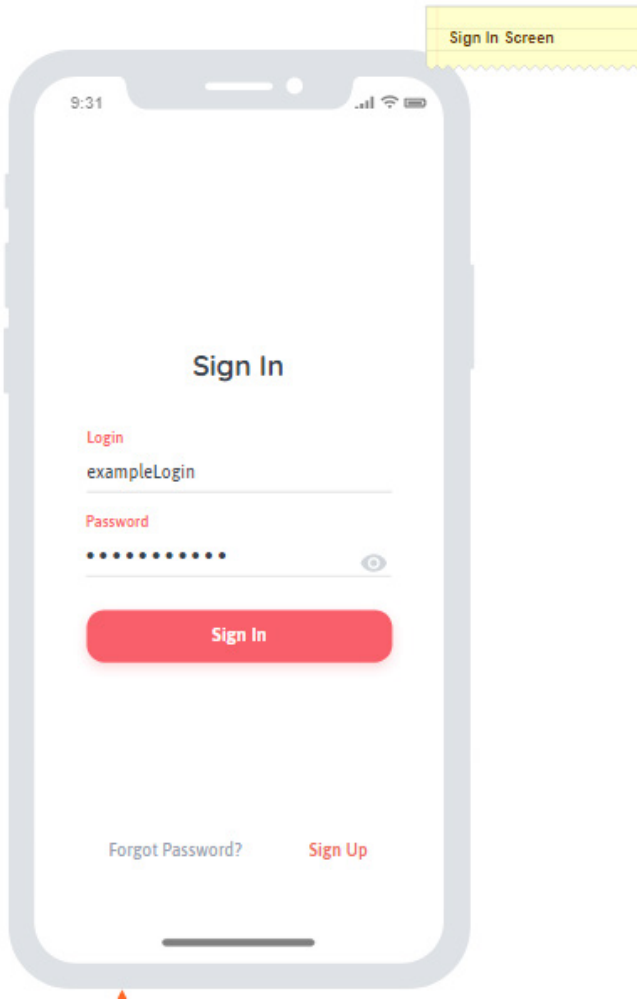 Sign In Screen
9:31
Sign In
Login
exampleLogin
Password
•••••••••••
Sign In
Forgot Password? Sign Up